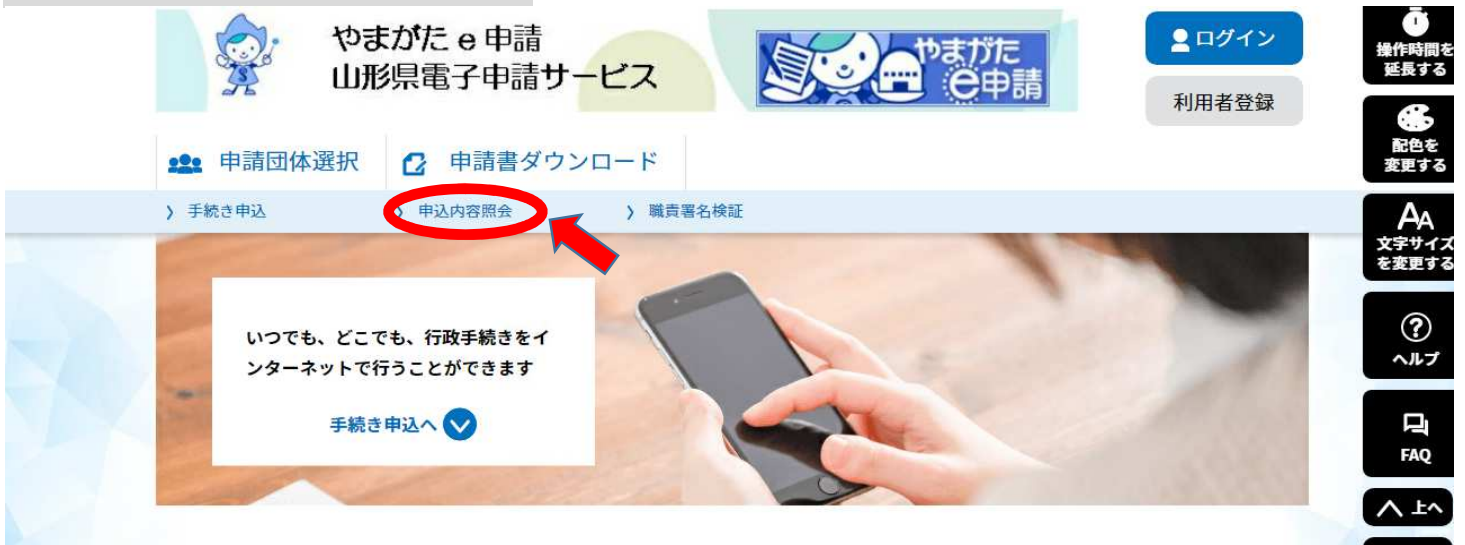 やまがた e 申請
山形県電子申請サービス
やまがた
e申請
S
ログイン
利用者登録
申請団体選択
申請書ダウンロード
手続き申込
申込内容照会
職責署名検証
いつでも、どこでも、行政手続きをイ
ンターネットで行うことができます
手続き申込へ
操作時間を
延長する
配色を
変更する
AA
文字サイズ
を変更する
?
ヘルプ
FAQ
上へ